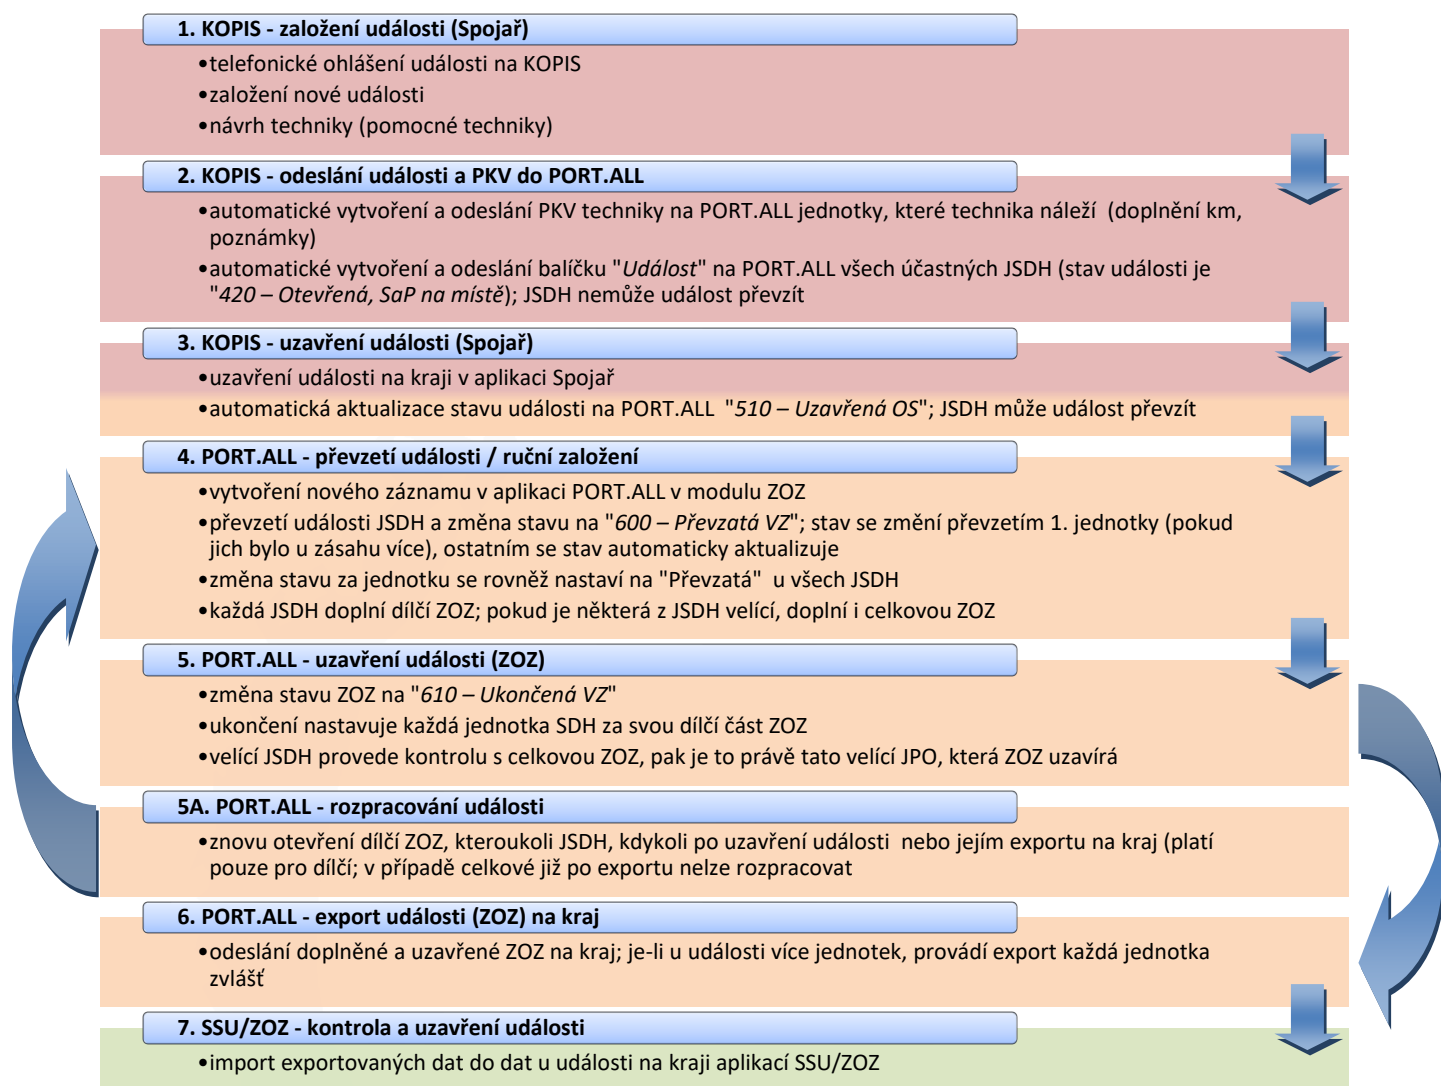 1. KOPIS - založení události (Spojař)
•telefonické ohlášení události na KOPIS
•založení nové události
•návrh techniky (pomocné techniky)
2. KOPIS - odeslání události a PKV do PORT.ALL
•automatické vytvoření a odeslání PKV techniky na PORT.ALL jednotky, které technika náleží (doplnění km,
poznámky)
•automatické vytvoření a odeslání balíčku "Událost" na PORT.ALL všech účastných JSDH (stav události je
"420 – Otevřená, SaP na místě); JSDH nemůže událost převzít
3. KOPIS - uzavření události (Spojař)
•uzavření události na kraji v aplikaci Spojař
•automatická aktualizace stavu události na PORT.ALL "510 – Uzavřená OS"; JSDH může událost převzít
4. PORT.ALL - převzetí události / ruční založení
•vytvoření nového záznamu v aplikaci PORT.ALL v modulu ZOZ
•převzetí události JSDH a změna stavu na "600 – Převzatá VZ"; stav se změní převzetím 1. jednotky (pokud
jich bylo u zásahu více), ostatním se stav automaticky aktualizuje
•změna stavu za jednotku se rovněž nastaví na "Převzatá" u všech JSDH
•každá JSDH doplní dílčí ZOZ; pokud je některá z JSDH velící, doplní i celkovou ZOZ
5. PORT.ALL - uzavření události (ZOZ)
•změna stavu ZOZ na "610 – Ukončená VZ"
•ukončení nastavuje každá jednotka SDH za svou dílčí část ZOZ
•velící JSDH provede kontrolu s celkovou ZOZ, pak je to právě tato velící JPO, která ZOZ uzavírá
5A. PORT.ALL - rozpracování události
•znovu otevření dílčí ZOZ, kteroukoli JSDH, kdykoli po uzavření události nebo jejím exportu na kraj (platí
pouze pro dílčí; v případě celkové již po exportu nelze rozpracovat
6. PORT.ALL - export události (ZOZ) na kraj
•odeslání doplněné a uzavřené ZOZ na kraj; je-li u události více jednotek, provádí export každá jednotka
zvlášť
7. SSU/ZOZ - kontrola a uzavření události
•import exportovaných dat do dat u události na kraji aplikací SSU/ZOZ